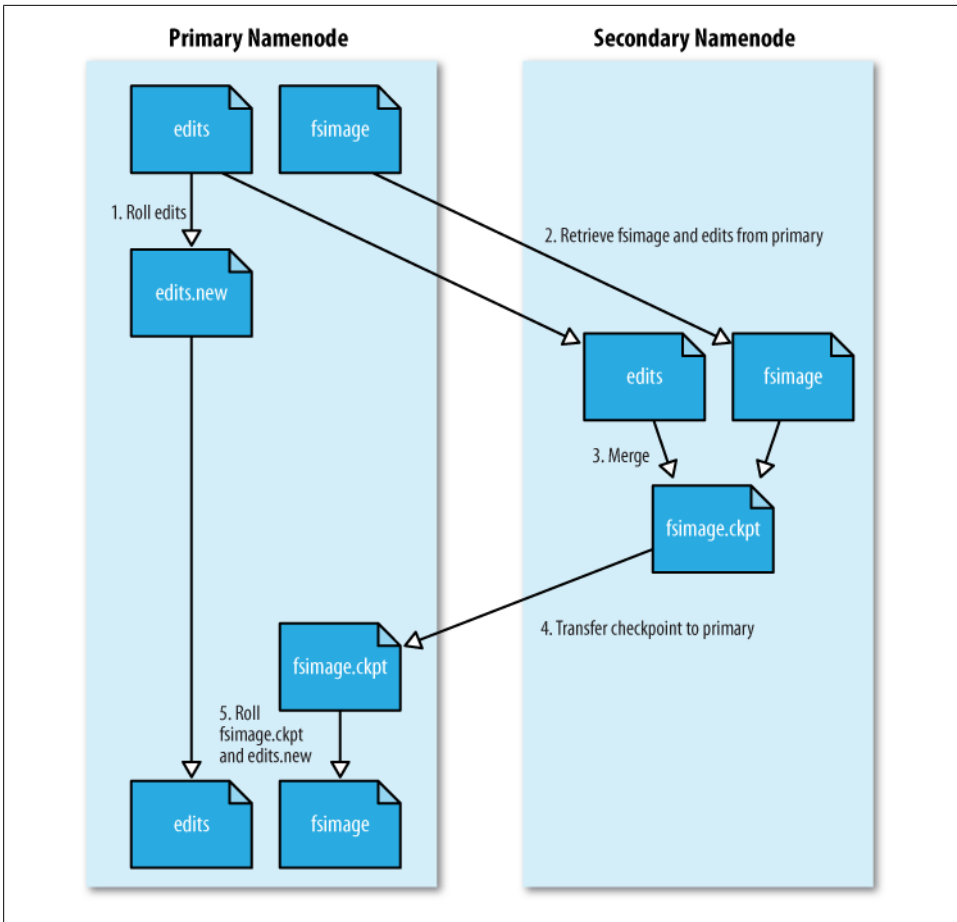 Primary Namenode
Secondary Namenode
edits
fsimage
1. Roll edits
2. Retrieve fsimage and edits from primary
edits.new
edits
fsimage
3. Merge
fsimage.ckpt
4. Transfer checkpoint to primary
fsimage.ckpt
5. Roll
fsimage.ckpt
and edits.new
edits
fsimage